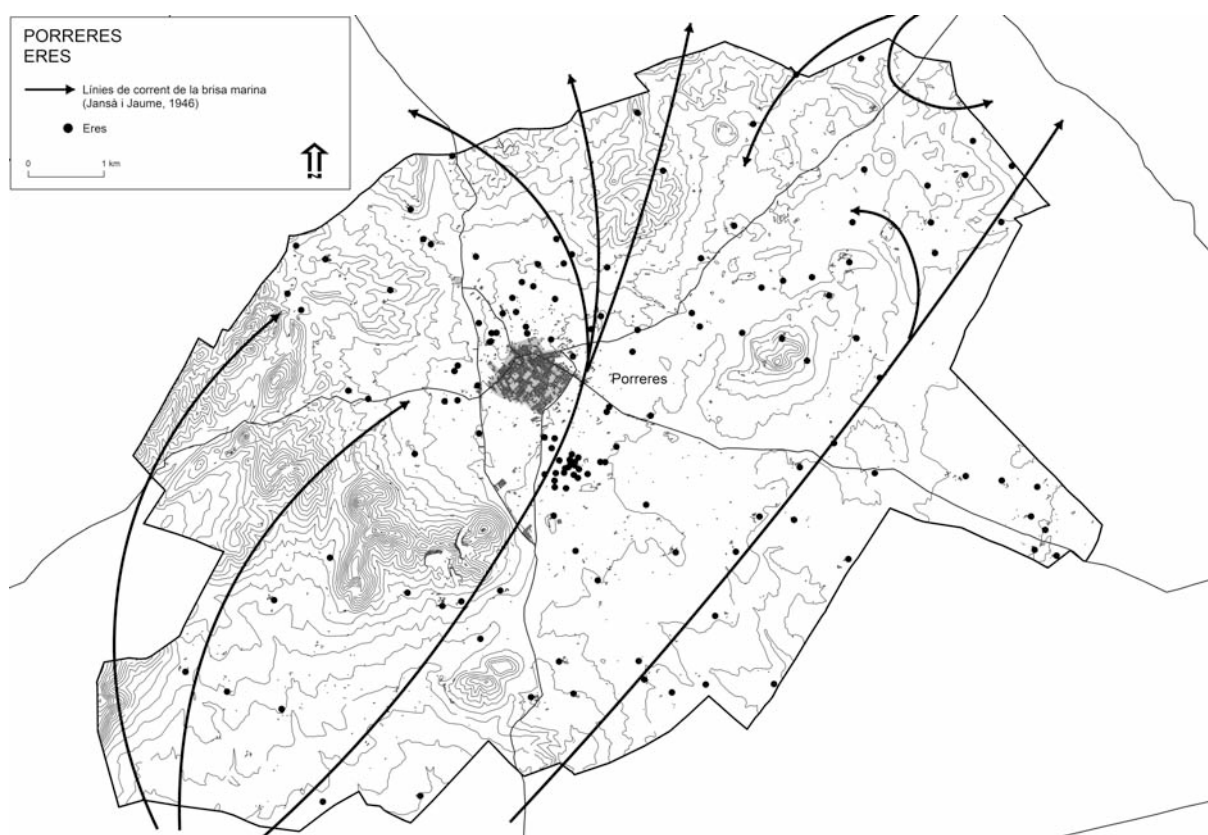 PORRERES
ERES
Línies de corrent de la brisa marina
(Jansà i Jaume, 1946)
Eres
0 1 km
N
Porreres